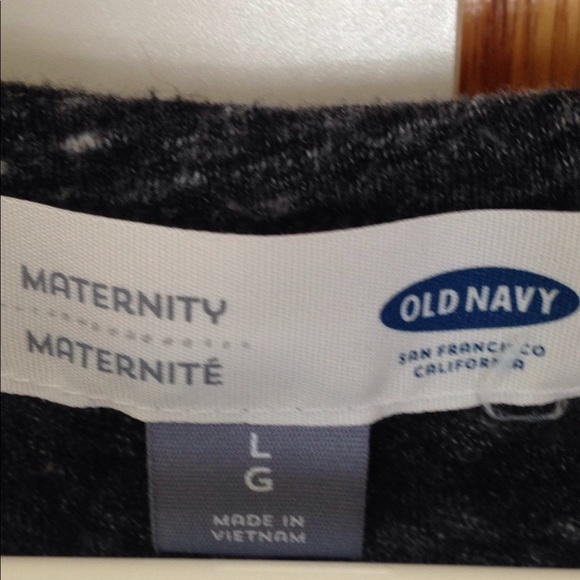 MATERNITY
MATERNITÉ
OLD NAVY
SAN FRANCISCO
CALIFORNIA
L
G
MADE IN
VIETNAM